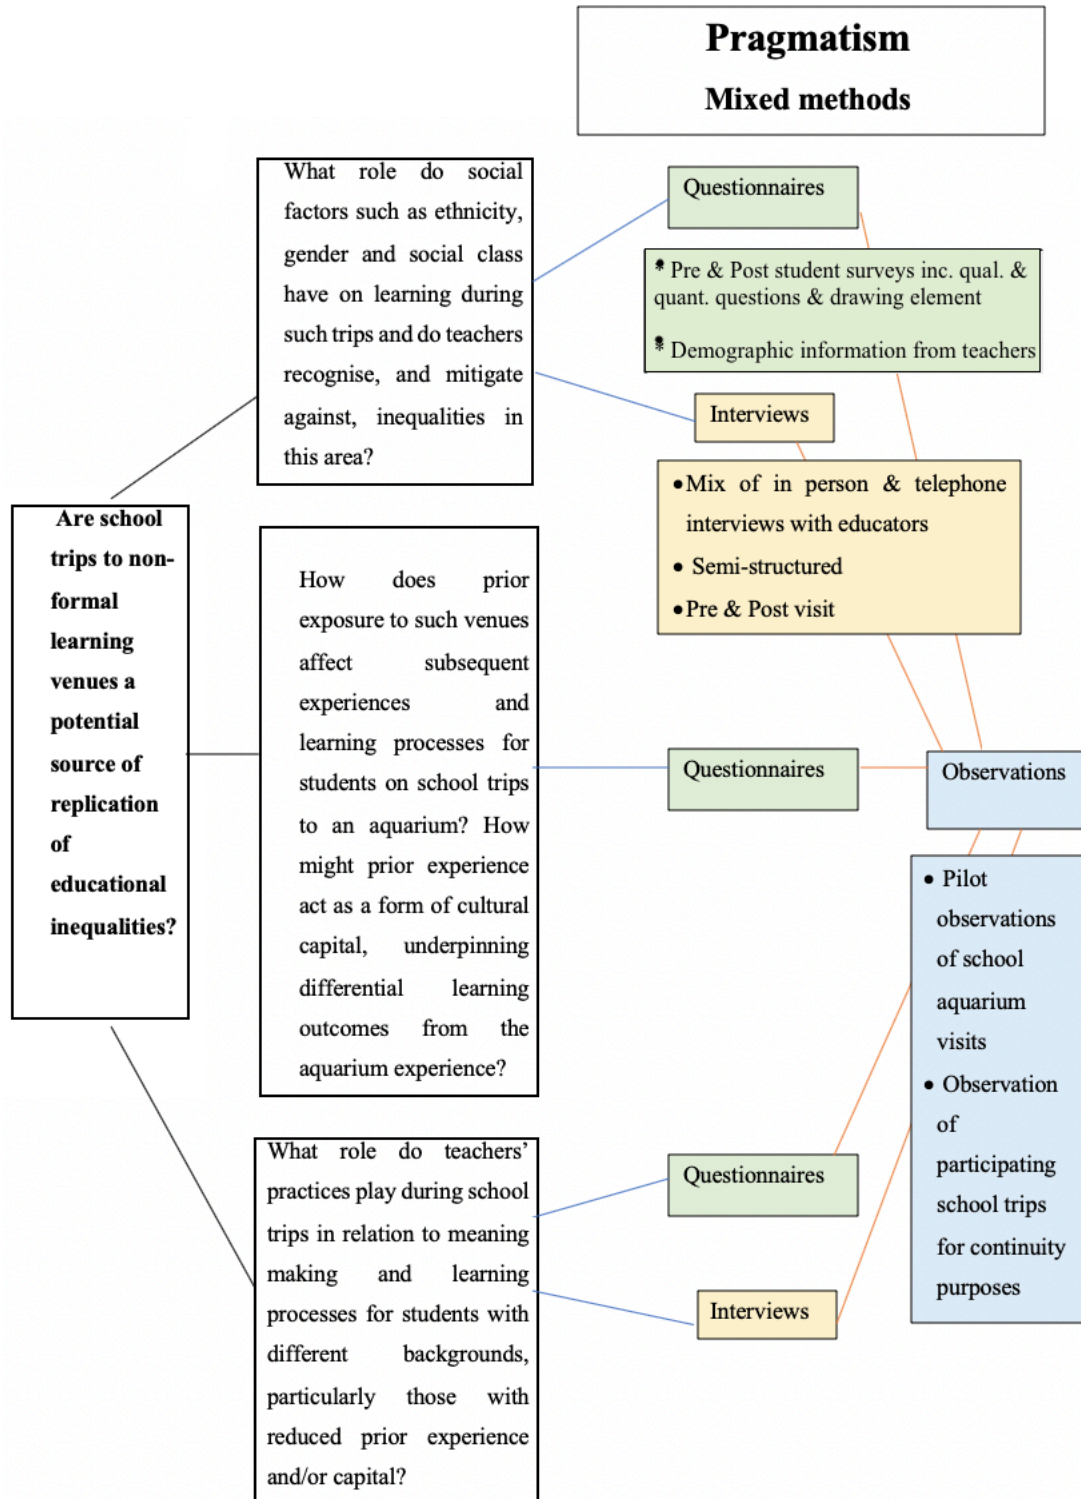 Pragmatism
Mixed methods
What role do social
factors such as ethnicity,
gender and social class
have on learning during
such trips and do teachers
recognise, and mitigate
against, inequalities in
this area?
Questionnaires
* Pre & Post student surveys inc. qual. &
quant. questions & drawing element
* Demographic information from teachers
Interviews
• Mix of in person & telephone
interviews with educators
• Semi-structured
• Pre & Post visit
Are school
trips to non-
formal
learning
venues a
potential
source of
replication
of
educational
inequalities?
How does prior
exposure to such venues
affect subsequent
experiences and
learning processes for
students on school trips
to an aquarium? How
might prior experience
act as a form of cultural
capital, underpinning
differential learning
outcomes from the
aquarium experience?
Questionnaires
Observations
• Pilot
observations
of school
aquarium
visits
• Observation
of
participating
school trips
for continuity
purposes
What role do teachers’
practices play during school
trips in relation to meaning
making and learning
processes for students with
different backgrounds,
particularly those with
reduced prior experience
and/or capital?
Questionnaires
Interviews